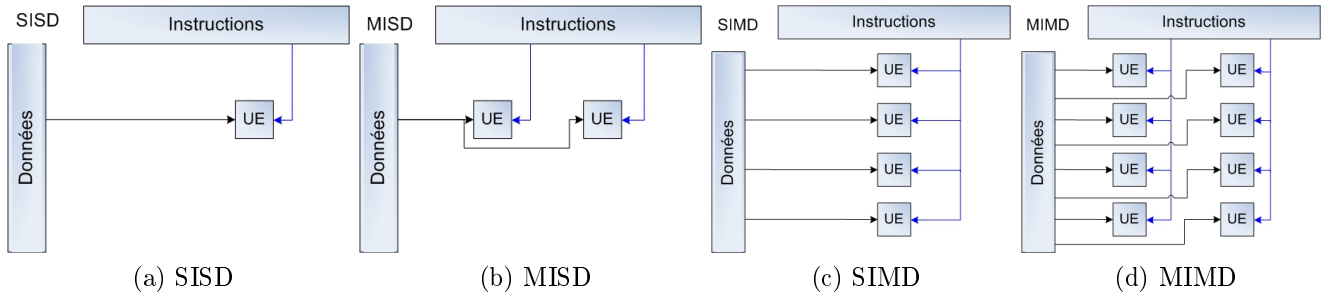 SISD
Instructions
Données
UE
(a) SISD
MISD
Instructions
Données
UE
UE
(b) MISD
SIMD
Instructions
Données
UE
UE
UE
UE
(c) SIMD
MIMD
Instructions
Données
UE
UE
UE
UE
UE
UE
UE
UE
(d) MIMD